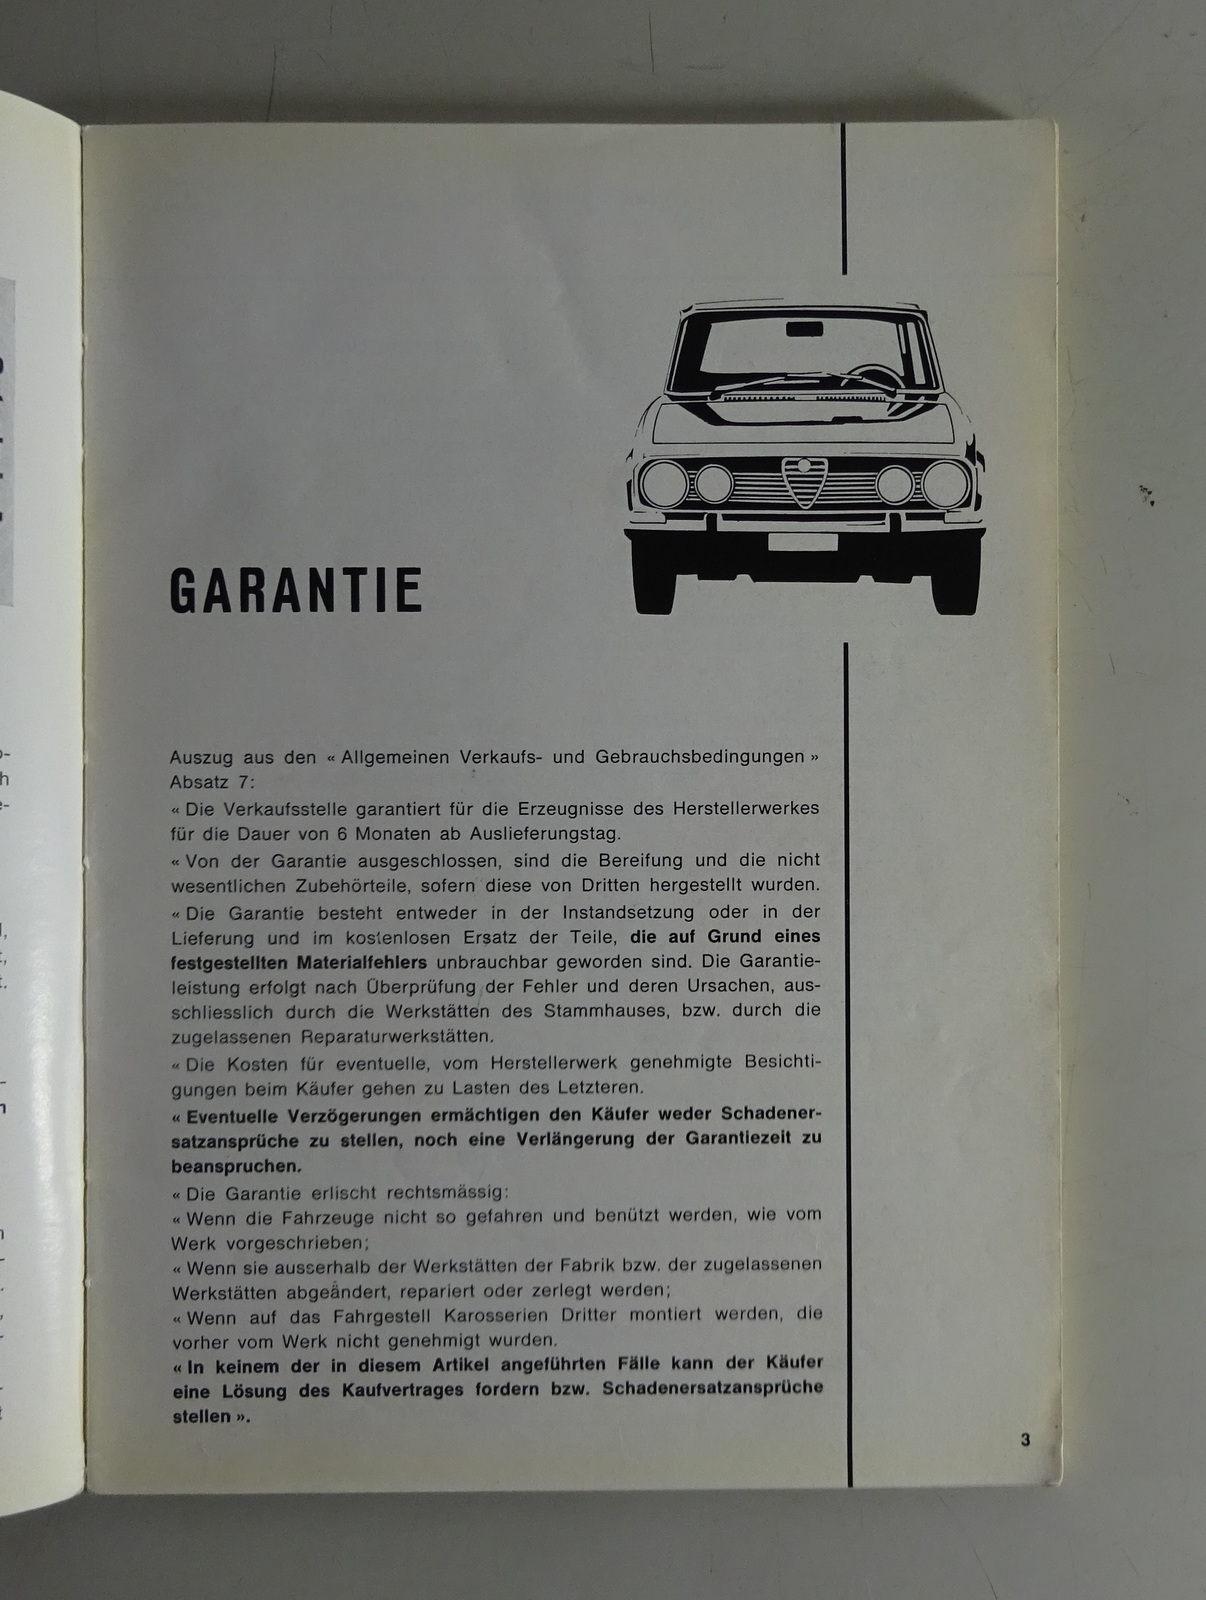 GARANTIE
Auszug aus den « Allgemeinen Verkaufs- und Gebrauchsbedingungen »
Absatz 7:
« Die Verkaufsstelle garantiert für die Erzeugnisse des Herstellerwerkes
für die Dauer von 6 Monaten ab Auslieferungstag.
« Von der Garantie ausgeschlossen, sind die Bereifung und die nicht
wesentlichen Zubehörteile, sofern diese von Dritten hergestellt wurden.
« Die Garantie besteht entweder in der Instandsetzung oder in der
Lieferung und im kostenlosen Ersatz der Teile, die auf Grund eines
festgestellten Materialfehlers unbrauchbar geworden sind. Die Garantie-
leistung erfolgt nach Überprüfung der Fehler und deren Ursachen, aus-
schliesslich durch die Werkstätten des Stammhauses, bzw. durch die
zugelassenen Reparaturwerkstätten.
« Die Kosten für eventuelle, vom Herstellerwerk genehmigte Besichti-
gungen beim Käufer gehen zu Lasten des Letzteren.
« Eventuelle Verzögerungen ermächtigen den Käufer weder Schadener-
satzansprüche zu stellen, noch eine Verlängerung der Garantiezeit zu
beanspruchen.
« Die Garantie erlischt rechtsmässig:
« Wenn die Fahrzeuge nicht so gefahren und benützt werden, wie vom
Werk vorgeschrieben;
« Wenn sie ausserhalb der Werkstätten der Fabrik bzw. der zugelassenen
Werkstätten abgeändert, repariert oder zerlegt werden;
« Wenn auf das Fahrgestell Karosserien Dritter montiert werden, die
vorher vom Werk nicht genehmigt wurden.
« In keinem der in diesem Artikel angeführten Fälle kann der Käufer
eine Lösung des Kaufvertrages fordern bzw. Schadenersatzansprüche
stellen ».
3